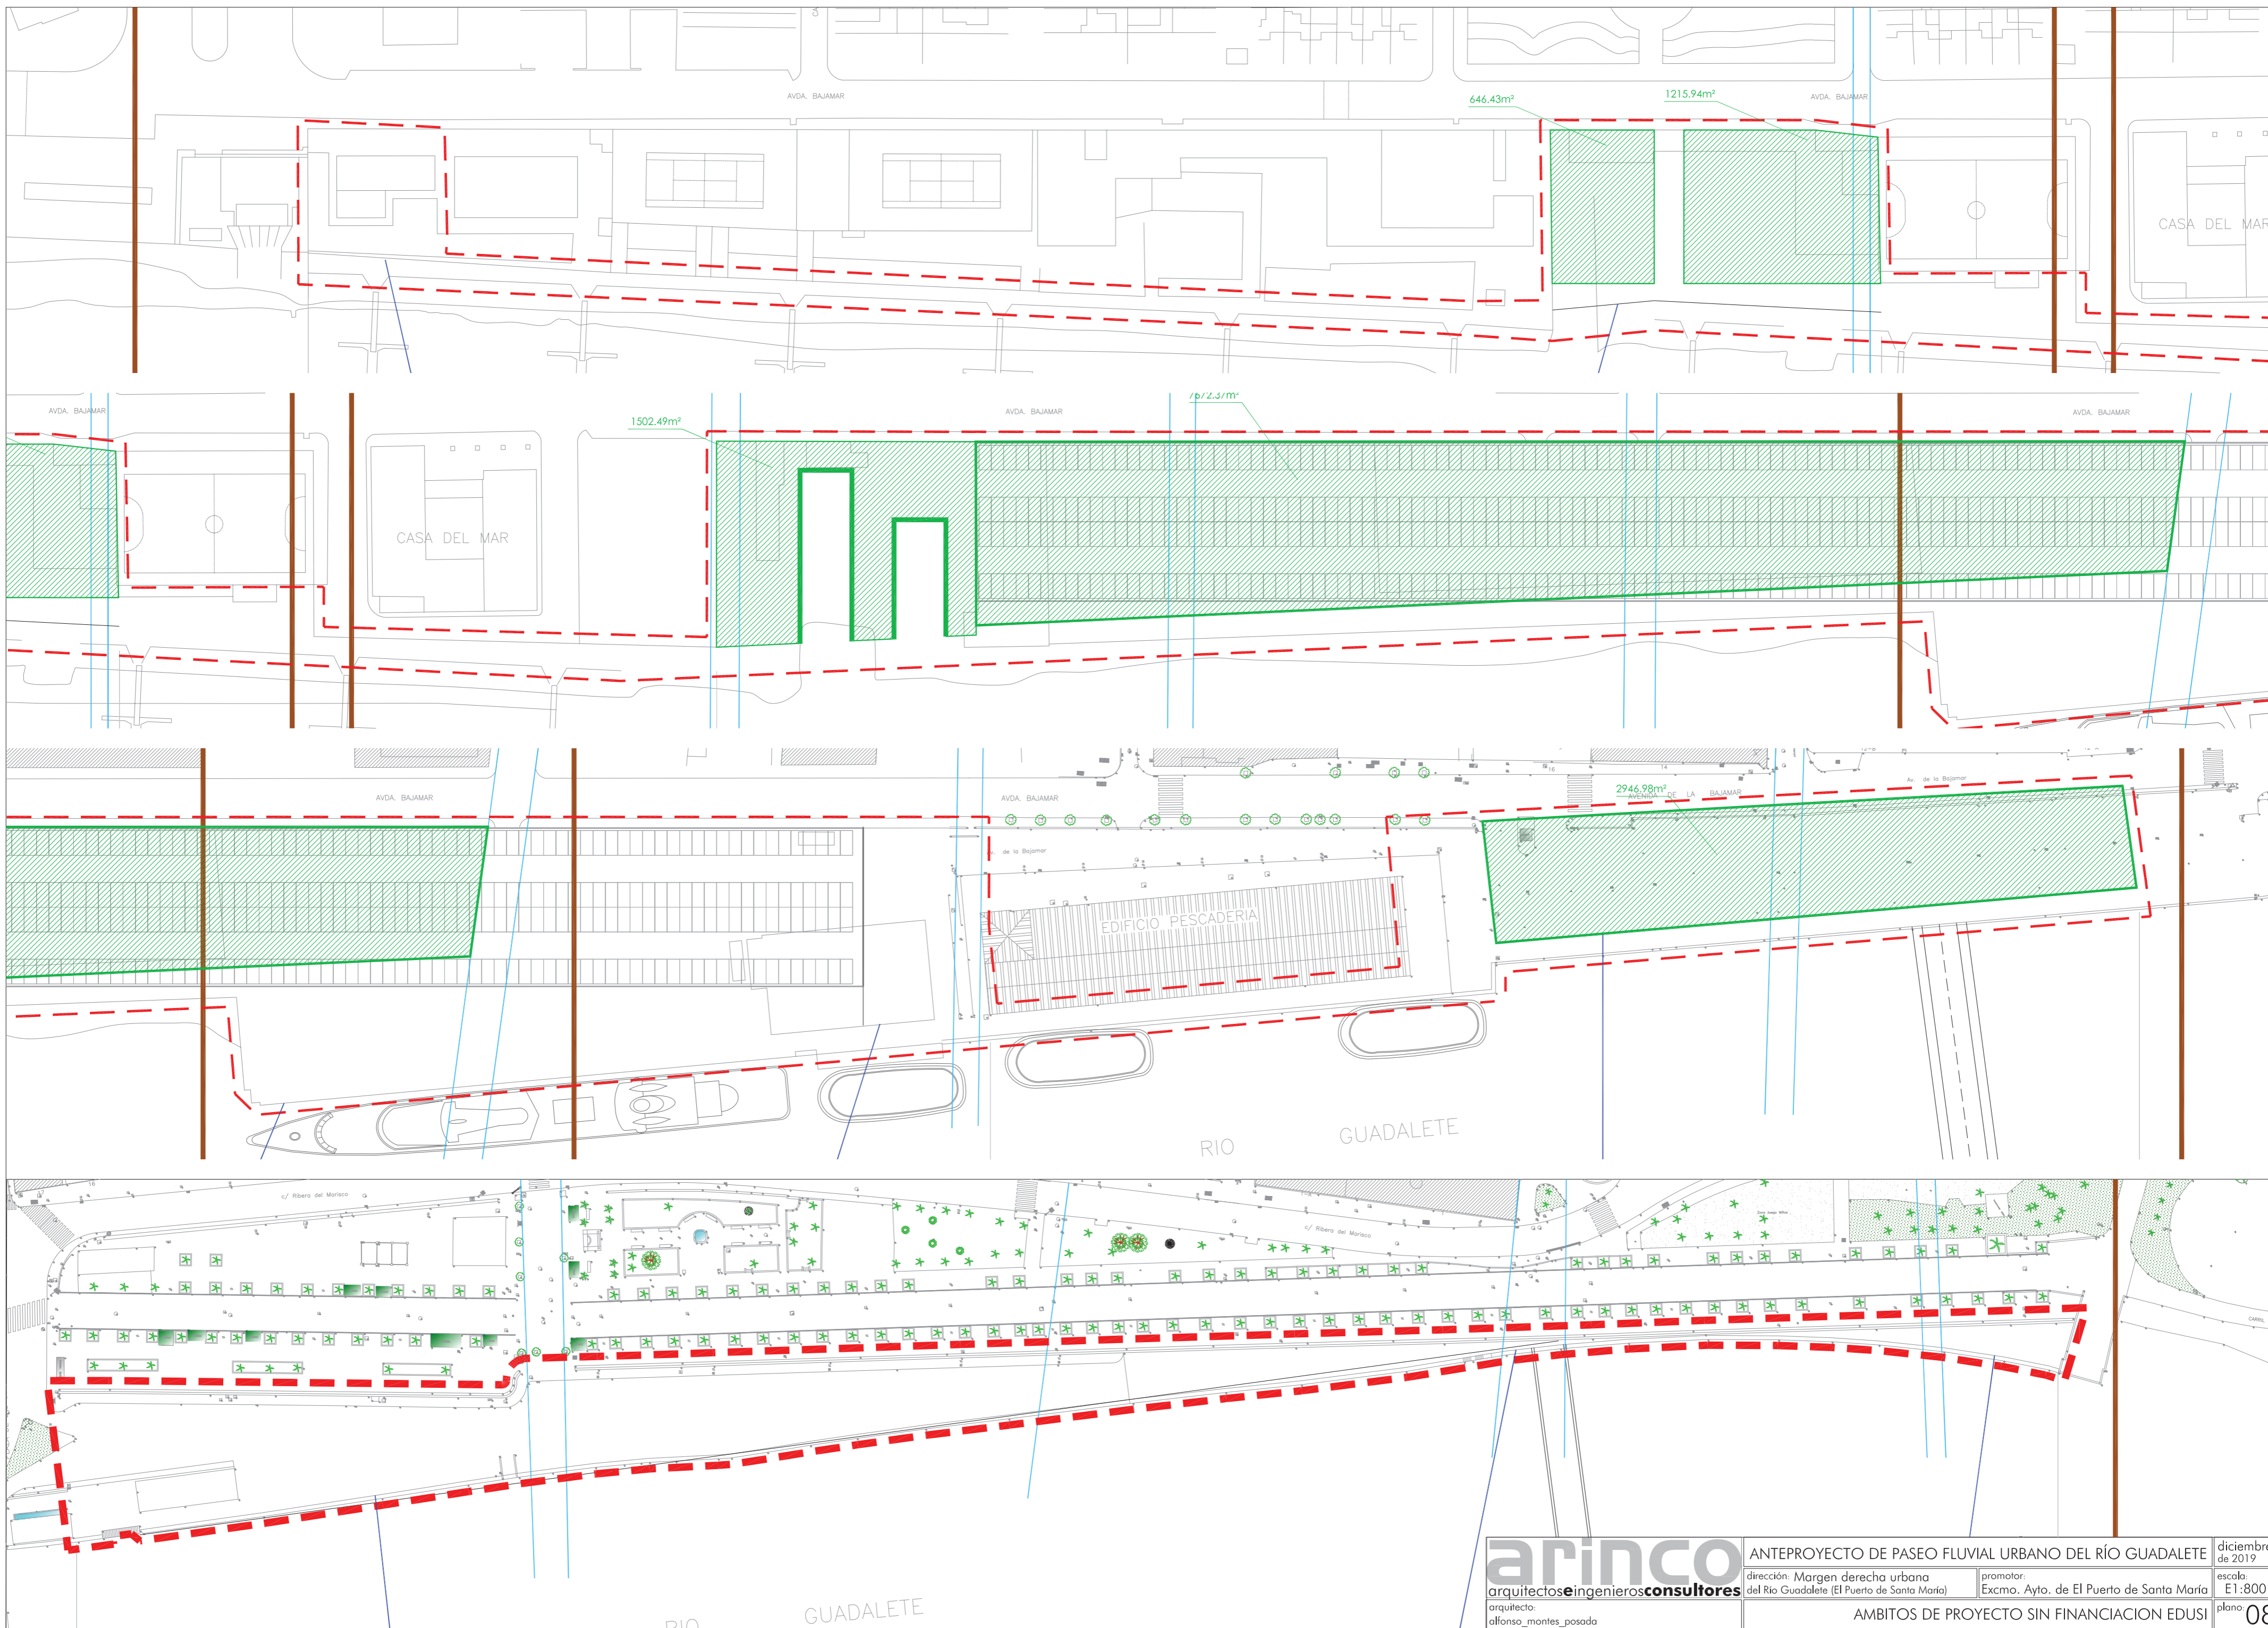 AVDA. BAJAMAR
646.43m²
1215.94m²
AVDA. BAJAMAR
CASA DEL MAR
AVDA. BAJAMAR
CASA DEL MAR
1502.49m²
AVDA. BAJAMAR
AVDA. BAJAMAR
AVDA. BAJAMAR
AVDA. BAJAMAR
de la Bajamar
EDIFICIO PESCADERIA
16
14
2946.98m²
AVENIDA DE LA BAJAMAR
Av. de la Bajamar
RIO GUADALETE
16
c/ Ribera del Marisco
c/ Ribera del Marisco
RIO GUADALETE
arinco
arquitectoseingenierosconsultores
arquitecto:
alfonso_montes_posada
ANTEPROYECTO DE PASEO FLUVIAL URBANO DEL RÍO GUADALETE
diciembre
de 2019
dirección: Margen derecha urbana
del Río Guadalete (El Puerto de Santa María)
promotor:
Excmo. Ayto. de El Puerto de Santa María
escala:
E1:800
AMBITOS DE PROYECTO SIN FINANCIACION EDUSI
plano: 08